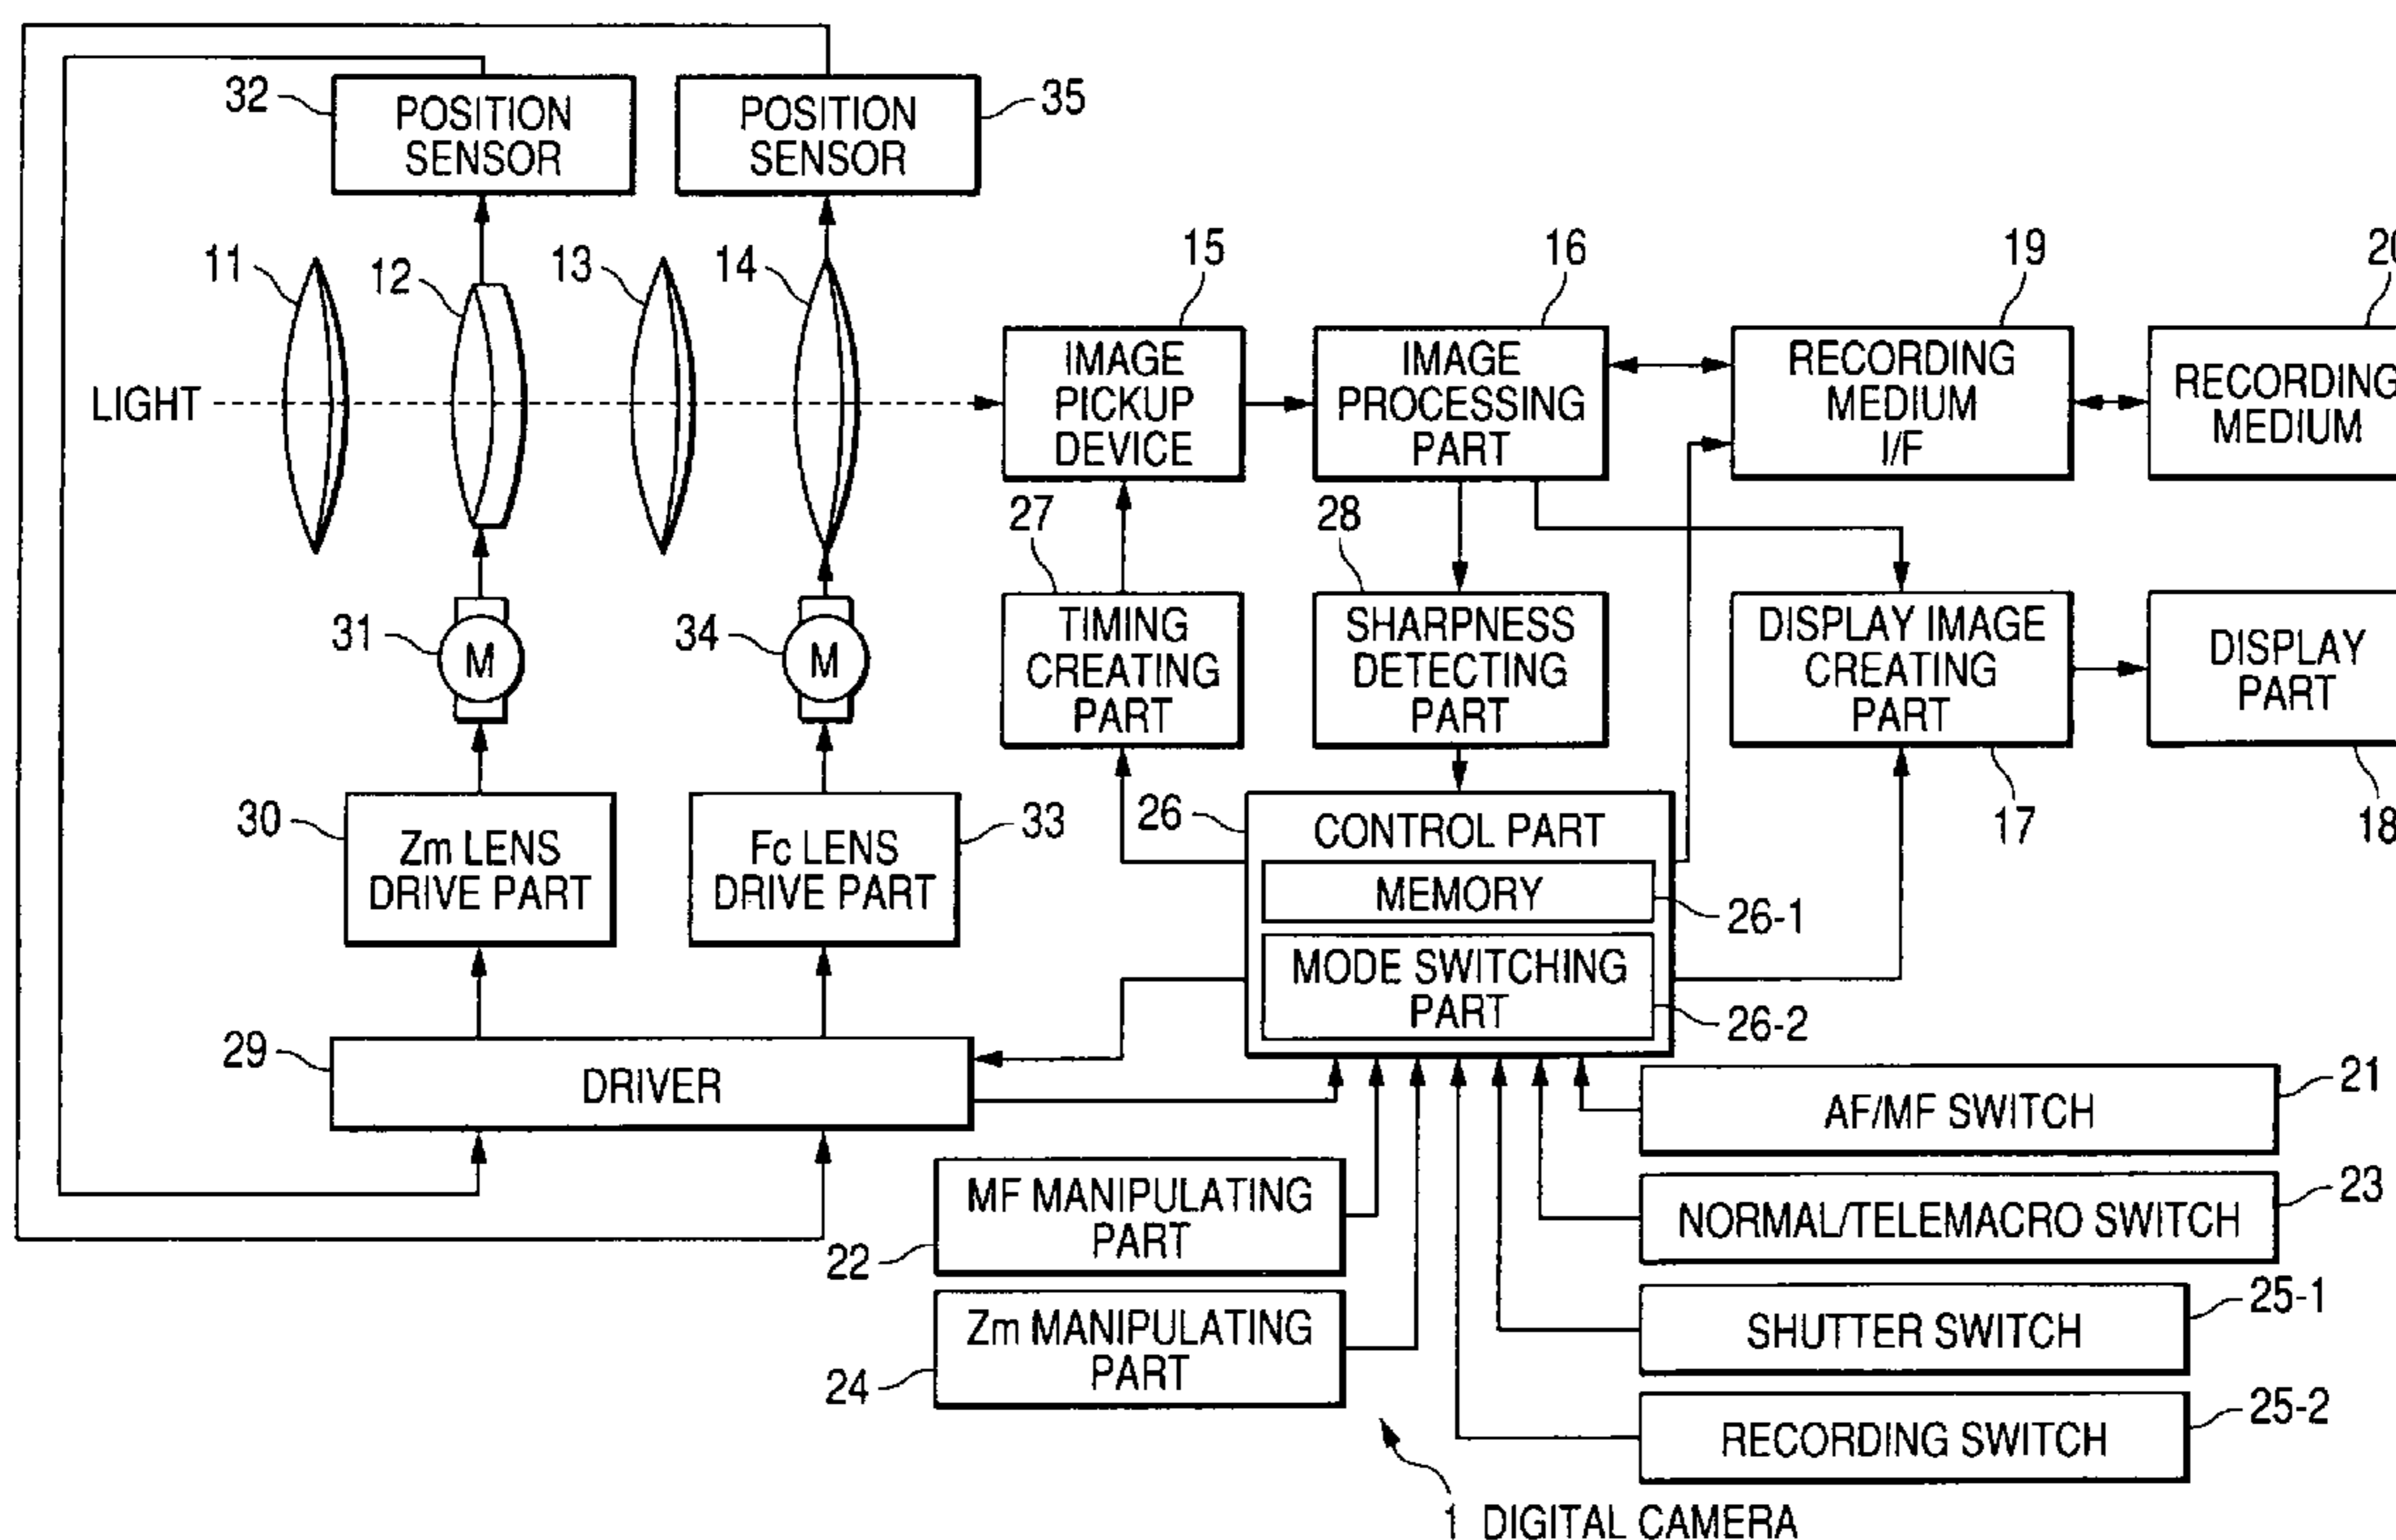 32
POSITION
SENSOR
POSITION
SENSOR
35
11
12
13
14
15
16
19
LIGHT
IMAGE
PICKUP
DEVICE
IMAGE
PROCESSING
PART
RECORDING
MEDIUM
I/F
RECORDING
MEDIUM
27
28
31
M
34
M
TIMING
CREATING
PART
SHARPNESS
DETECTING
PART
DISPLAY IMAGE
CREATING
PART
DISPLAY
PART
17
18
30
Zm LENS
DRIVE PART
Fc LENS
DRIVE PART
33
26
CONTROL PART
MEMORY
26-1
MODE SWITCHING
PART
26-2
29
DRIVER
AF/MF SWITCH
21
MF MANIPULATING
PART
22
NORMAL/TELEMACRO SWITCH
23
Zm MANIPULATING
PART
24
SHUTTER SWITCH
25-1
RECORDING SWITCH
25-2
1 DIGITAL CAMERA